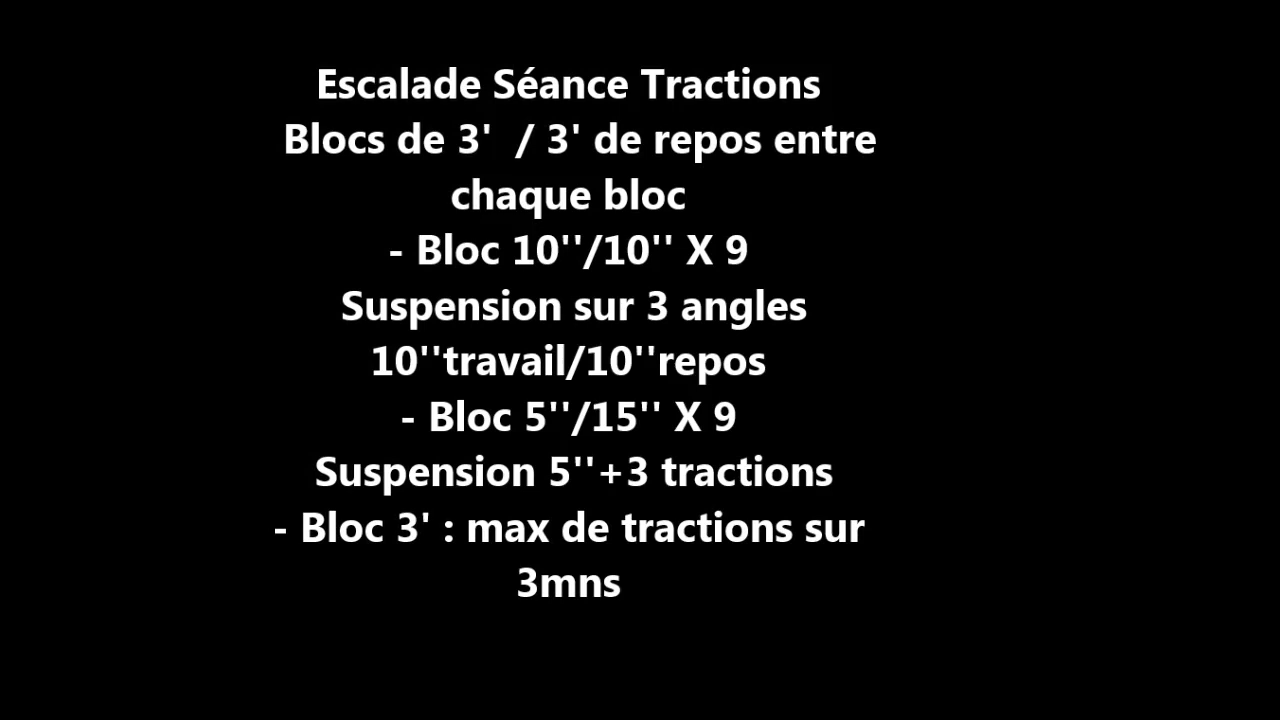 Escalade Séance Tractions
Blocs de 3'  / 3' de repos entre
chaque bloc
- Bloc 10''/10'' X 9
Suspension sur 3 angles
10''travail/10''repos
- Bloc 5''/15'' X 9
Suspension 5''+3 tractions
- Bloc 3' : max de tractions sur
3mns